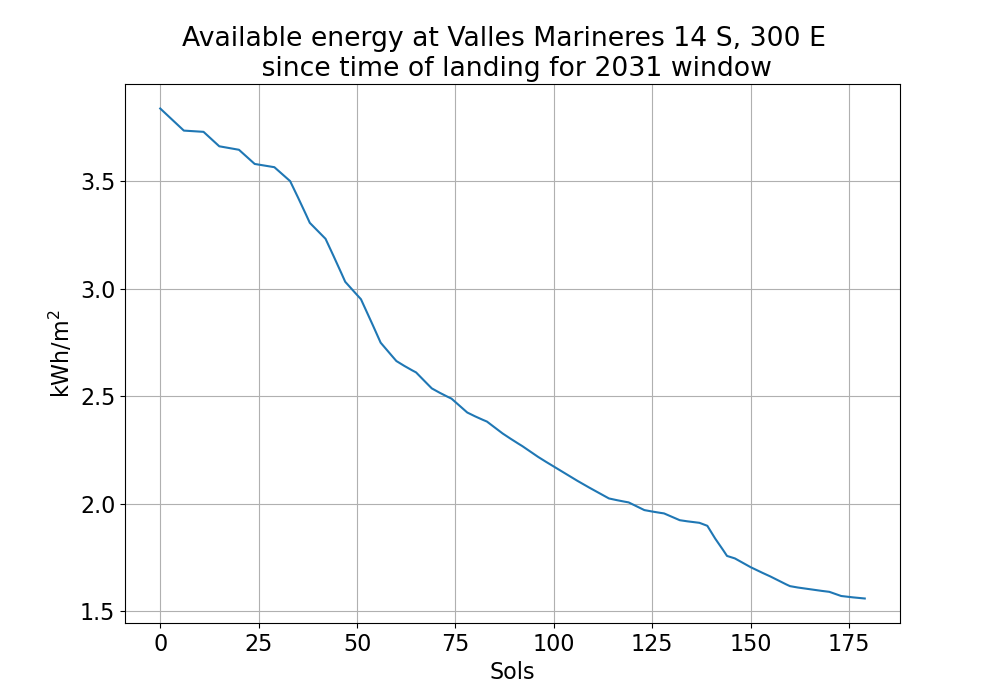 Available energy at Valles Marineres 14 S, 300 E
since time of landing for 2031 window
kWh/m²
3.5
3.0
2.5
2.0
1.5
0 25 50 75 100 125 150 175
Sols